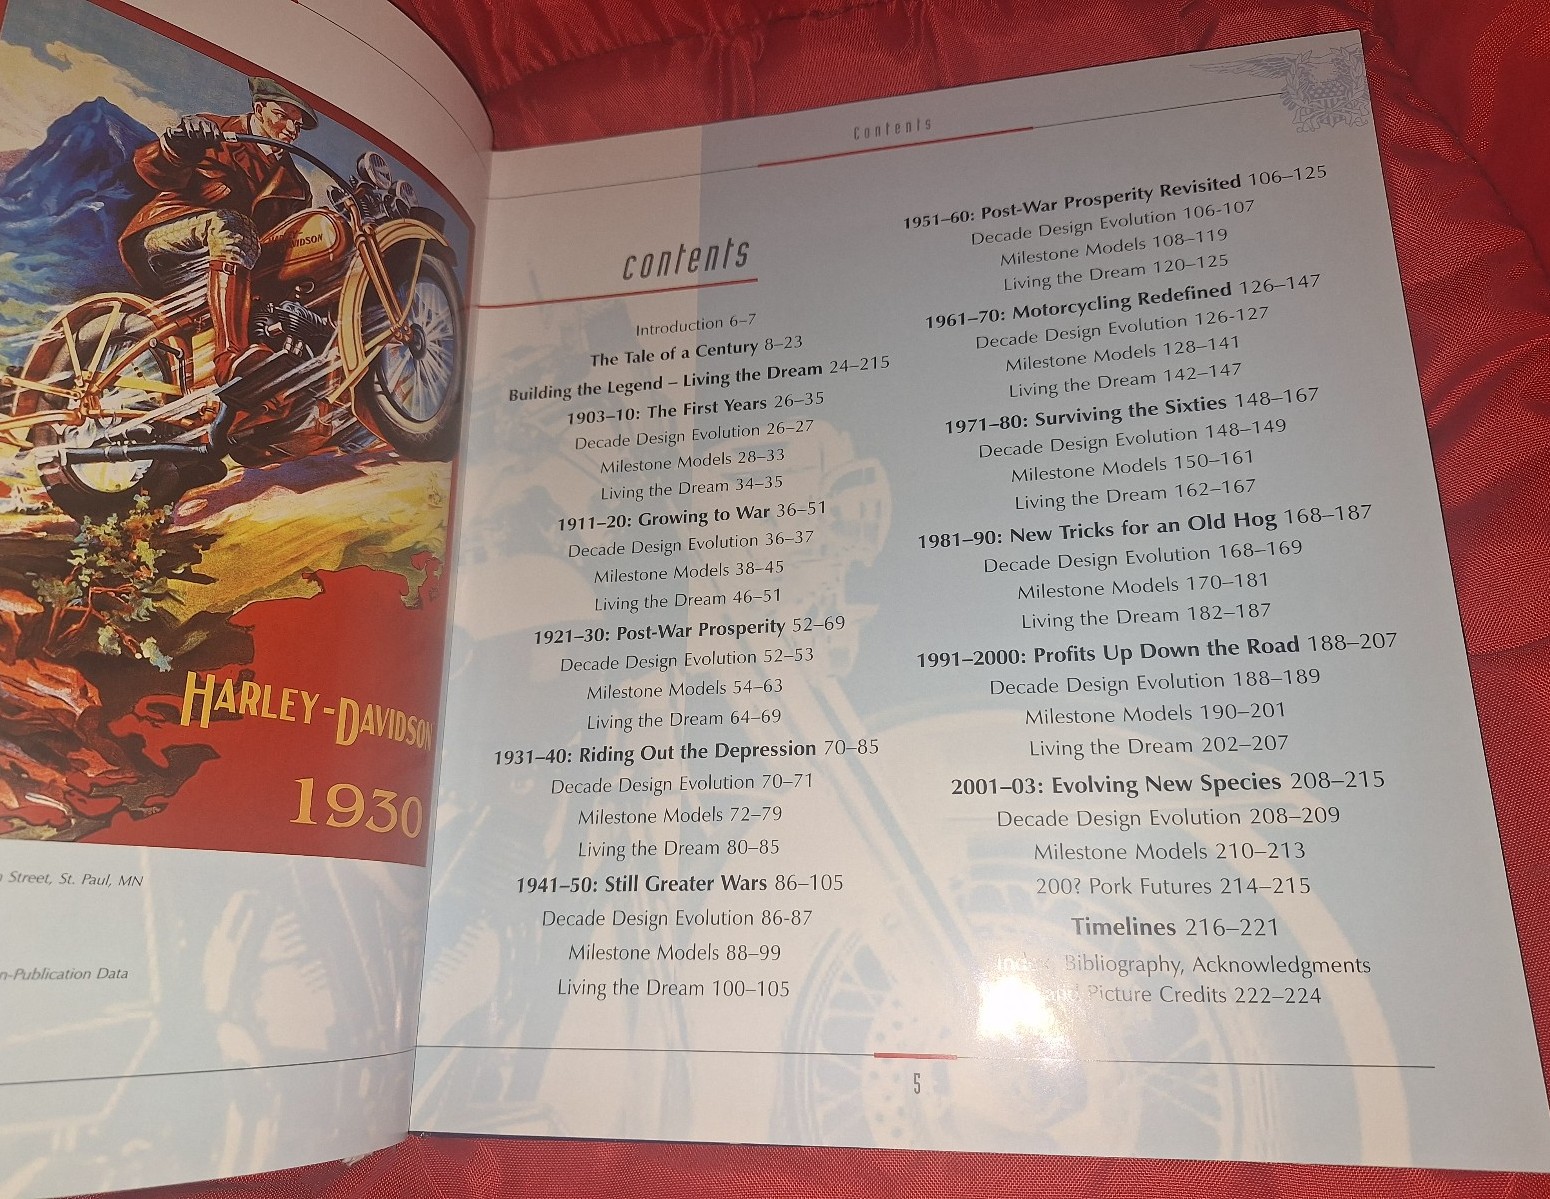 HARLEY-DAVIDSON
1930
Street, St. Paul, MN
n-Publication Data
Contents
contents
Introduction 6–7
The Tale of a Century 8–23
Building the Legend – Living the Dream 24–215
1903–10: The First Years 26–35
Decade Design Evolution 26–27
Milestone Models 28–33
Living the Dream 34–35
1911–20: Growing to War 36–51
Decade Design Evolution 36–37
Milestone Models 38–45
Living the Dream 46–51
1921–30: Post-War Prosperity 52–69
Decade Design Evolution 52–53
Milestone Models 54–63
Living the Dream 64–69
1931–40: Riding Out the Depression 70–85
Decade Design Evolution 70–71
Milestone Models 72–79
Living the Dream 80–85
1941–50: Still Greater Wars 86–105
Decade Design Evolution 86-87
Milestone Models 88–99
Living the Dream 100–105
1951–60: Post-War Prosperity Revisited 106–125
Decade Design Evolution 106-107
Milestone Models 108–119
Living the Dream 120–125
1961–70: Motorcycling Redefined 126–147
Decade Design Evolution 126-127
Milestone Models 128–141
Living the Dream 142–147
1971–80: Surviving the Sixties 148–167
Decade Design Evolution 148–149
Milestone Models 150–161
Living the Dream 162–167
1981–90: New Tricks for an Old Hog 168–187
Decade Design Evolution 168–169
Milestone Models 170–181
Living the Dream 182–187
1991–2000: Profits Up Down the Road 188–207
Decade Design Evolution 188–189
Milestone Models 190–201
Living the Dream 202–207
2001–03: Evolving New Species 208–215
Decade Design Evolution 208–209
Milestone Models 210–213
200? Pork Futures 214–215
Timelines 216–221
Index, Bibliography, Acknowledgments
Picture Credits 222–224
5